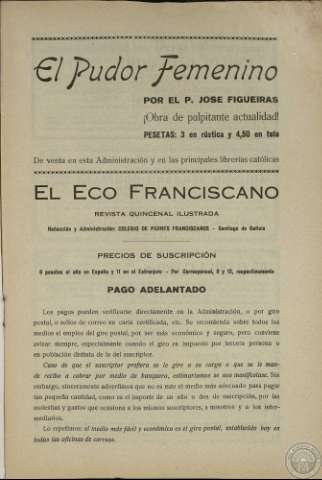 El Pudor Femenino
POR EL P. JOSE FIGUEIRAS
¡Obra de palpitante actualidad!
PESETAS: 3 en rústica y 4,50 en tela
De venta en esta Administración y en las principales librerías católicas
EL ECO FRANCISCANO
REVISTA QUINCENAL ILUSTRADA
Redacción y Administración: COLEGIO DE PADRES FRANCISCANOS - Santiago de Galicia
PRECIOS DE SUSCRIPCIÓN
pesetas al año en España y 11 en el Extranjero - Por Corresponsal, 9 y 12, respectivamente
PAGO ADELANTADO
Los pagos pueden verificarse directamente en la Administración, o por giro
postal, o sellos de correo en carta certificada, etc. Se recomienda sobre todos los
medios el empleo del giro postal, por ser más económico y seguro, pero conviene
avisar siempre, especialmente cuando el giro es impuesto por tercera persona o
en población distinta de la del suscriptor.
Caso de que el suscriptor prefiera se le gire a su cargo o que se le man-
de recibo a cobrar por medio de banquero, estimaríamos se nos manifestase. Sin
embargo, sinceramente advertimos que no es este el medio más adecuado para pagar
tan pequeña cantidad, como es el importe de un año o dos de suscripción, por las
molestias y gastos que ocasiona a los mismos suscriptores, a nosotros y a los inter-
mediarios.
Lo repetimos: el medio más fácil y económico es el giro postal, establecido hoy en
todas las oficinas de correos.